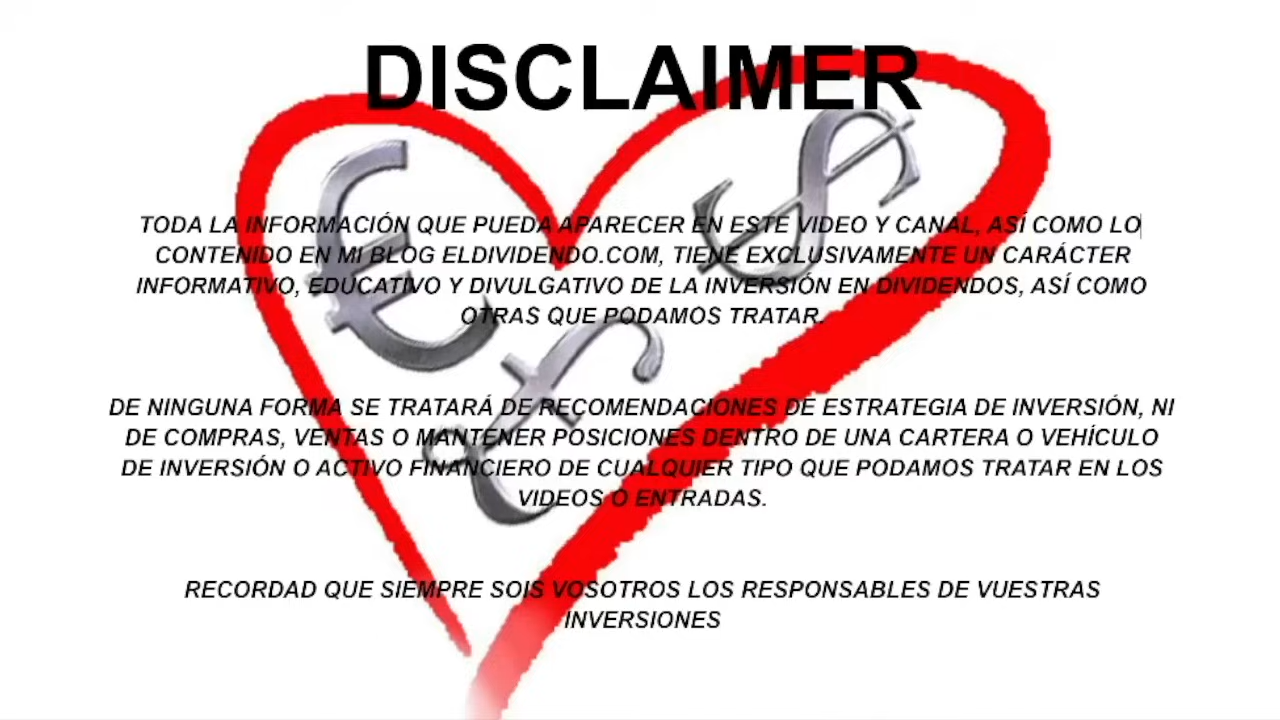 DISCLAIMER
TODA LA INFORMACIÓN QUE PUEDA APARECER EN ESTE VIDEO Y CANAL, ASÍ COMO LO
CONTENIDO EN MI BLOG ELDIVIDENDO.COM, TIENE EXCLUSIVAMENTE UN CARÁCTER
INFORMATIVO, EDUCATIVO Y DIVULGATIVO DE LA INVERSIÓN EN DIVIDENDOS, ASÍ COMO
OTRAS QUE PODAMOS TRATAR.
DE NINGUNA FORMA SE TRATARÁ DE RECOMENDACIONES DE ESTRATEGIA DE INVERSIÓN, NI
DE COMPRAS, VENTAS O MANTENER POSICIONES DENTRO DE UNA CARTERA O VEHÍCULO
DE INVERSIÓN O ACTIVO FINANCIERO DE CUALQUIER TIPO QUE PODAMOS TRATAR EN LOS
VIDEOS O ENTRADAS.
RECORDAD QUE SIEMPRE SOIS VOSOTROS LOS RESPONSABLES DE VUESTRAS
INVERSIONES